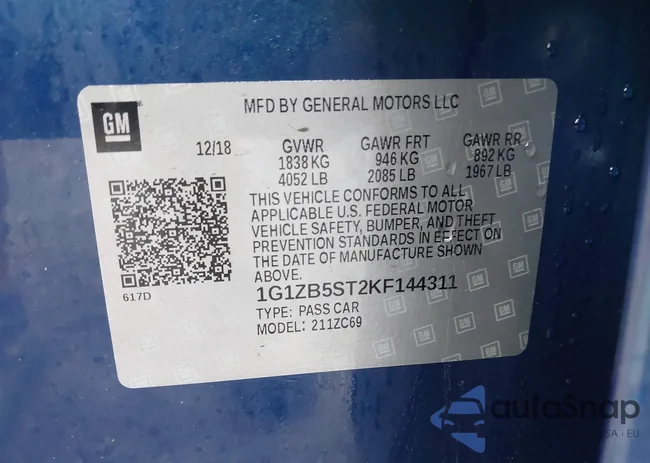 GM
MFD BY GENERAL MOTORS LLC
12/18 GVWR GAWR FRT GAWR RR
1838 KG 946 KG 892 KG
4052 LB 2085 LB 1967 LB
THIS VEHICLE CONFORMS TO ALL
APPLICABLE U.S. FEDERAL MOTOR
VEHICLE SAFETY, BUMPER, AND THEFT
PREVENTION STANDARDS IN EFFECT ON
THE DATE OF MANUFACTURE SHOWN
ABOVE.
617D
1G1ZB5ST2KF144311
TYPE: PASS CAR
MODEL: 211ZC69
autoSnap